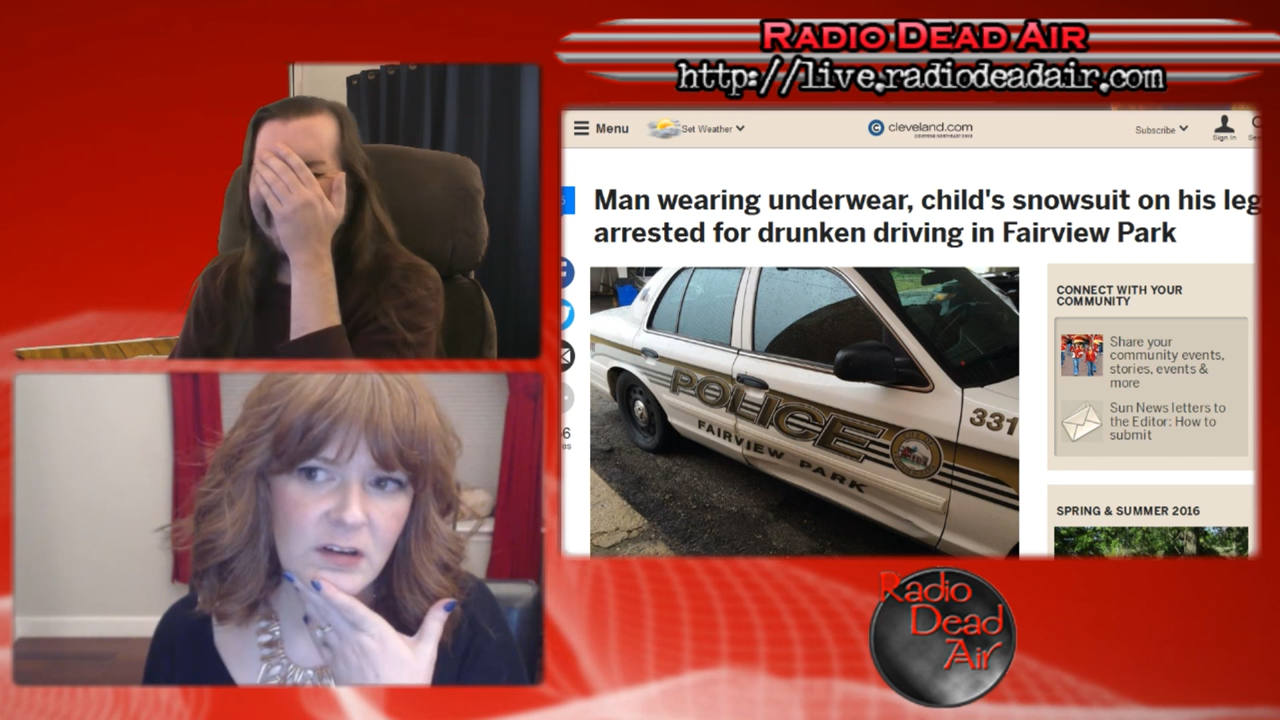 Radio Dead Air
http://live.radiodeadair.com
Menu
Set Weather
cleveland.com
Subscribe
Sign In
Man wearing underwear, child's snowsuit on his leg
arrested for drunken driving in Fairview Park
CONNECT WITH YOUR
COMMUNITY
Share your
community events,
stories, events &
more
Sun News letters to
the Editor: How to
submit
SPRING & SUMMER 2016
POLICE
FAIRVIEW PARK
331
Radio
Dead
Air